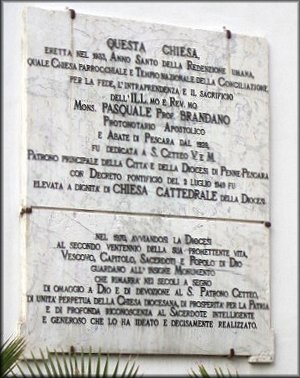 QUESTA CHIESA,
ERETTA NEL 1933, ANNO SANTO DELLA REDENZIONE UMANA,
QUALE CHIESA PARROCCHIALE E TEMPIO NAZIONALE DELLA CONCILIAZIONE,
PER LA FEDE, L'INTRAPRENDENZA E IL SACRIFICIO
DELL'ILL.MO E REV.MO
MONS. PASQUALE PROF. BRANDANO
PROTONOTARIO APOSTOLICO
E ABATE DI PESCARA DAL 1928,
FU DEDICATA A S. CETTEO V. E M.
PATRONO PRINCIPALE DELLA CITTÀ E DELLA DIOCESI DI PENNE-PESCARA
CON DECRETO PONTIFICIO DEL 2 LUGLIO 1949 FU
ELEVATA A DIGNITÀ DI CHIESA CATTEDRALE DELLA DIOCESI.
NEL 1970, AVVIANDOSI LA DIOCESI
AL SECONDO VENTENNIO DELLA SUA PROMETTENTE VITA,
VESCOVO, CAPITOLO, SACERDOTI E POPOLO DI DIO
GUARDANO ALL'INSIGNE MONUMENTO
CHE RIMARRÀ NEI SECOLI A SEGNO
DI OMAGGIO A DIO E DI DEVOZIONE AL S. PATRONO CETTEO,
DI UNITÀ PERPETUA DELLA CHIESA DIOCESANA, DI PROSPERITÀ PER LA PATRIA
E DI PROFONDA RICONOSCENZA AL SACERDOTE INTELLIGENTE
E GENEROSO CHE LO HA IDEATO E DECISAMENTE REALIZZATO.